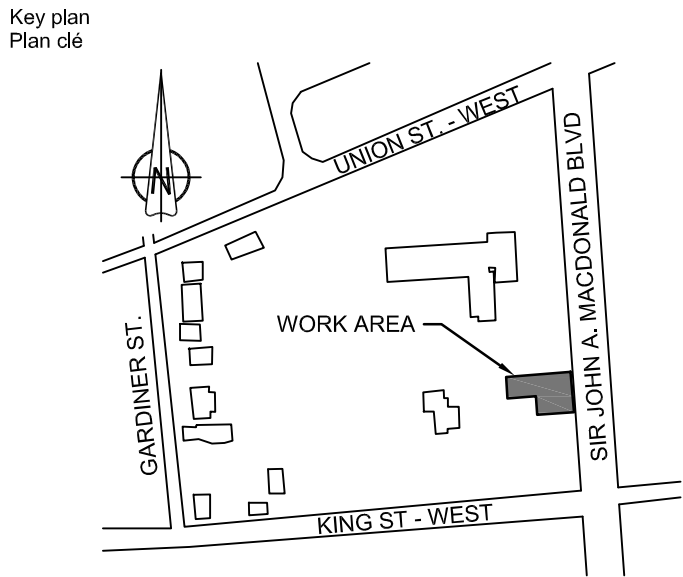 Key plan
Plan clé
N
UNION ST. - WEST
SIR JOHN A. MACDONALD BLVD
WORK AREA
GARDINER ST.
KING ST - WEST